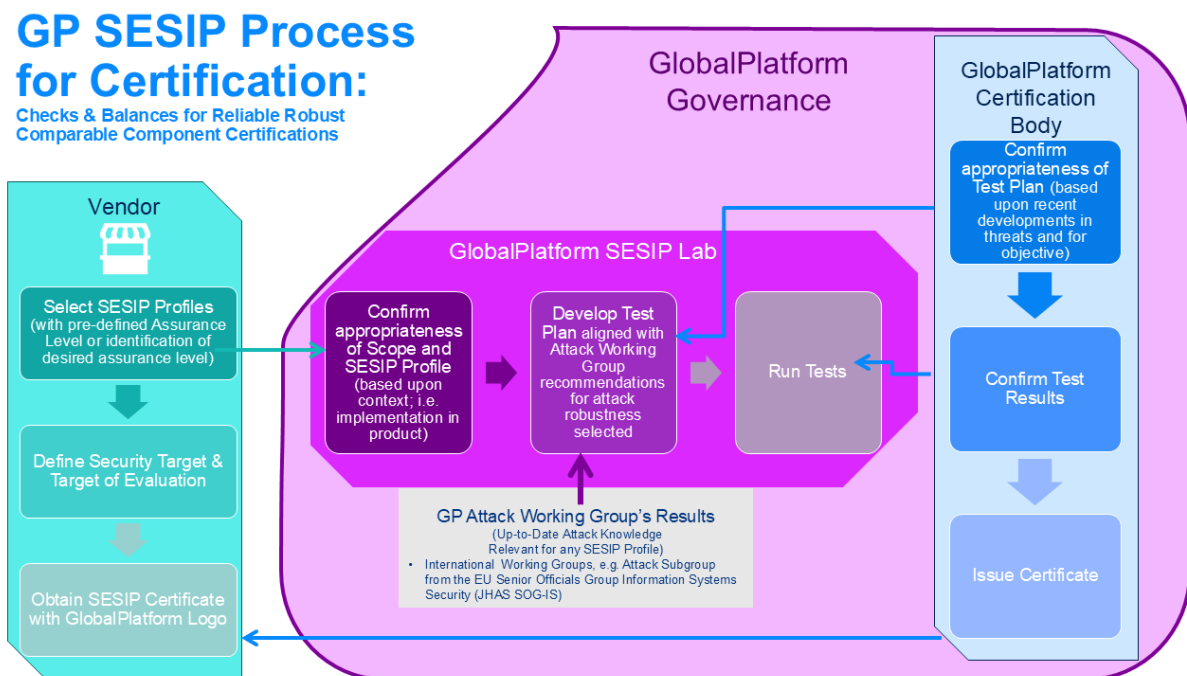 GP SESIP Process
for Certification:
Checks & Balances for Reliable Robust
Comparable Component Certifications
Vendor
Select SESIP Profiles
(with pre-defined Assurance
Level or identification of
desired assurance level)
Define Security Target &
Target of Evaluation
Obtain SESIP Certificate
with GlobalPlatform Logo
GlobalPlatform
Governance
GlobalPlatform SESIP Lab
Confirm
appropriateness
of Scope and
SESIP Profile
(based upon
context; i.e.
implementation in
product)
Develop Test
Plan aligned with
Attack Working
Group
recommendations
for attack
robustness
selected
Run Tests
GP Attack Working Group's Results
(Up-to-Date Attack Knowledge
Relevant for any SESIP Profile)
• International Working Groups, e.g. Attack Subgroup
from the EU Senior Officials Group Information Systems
Security (JHAS SOG-IS)
GlobalPlatform
Certification
Body
Confirm
appropriateness of
Test Plan (based
upon recent
developments in
threats and for
objective)
Confirm Test
Results
Issue Certificate